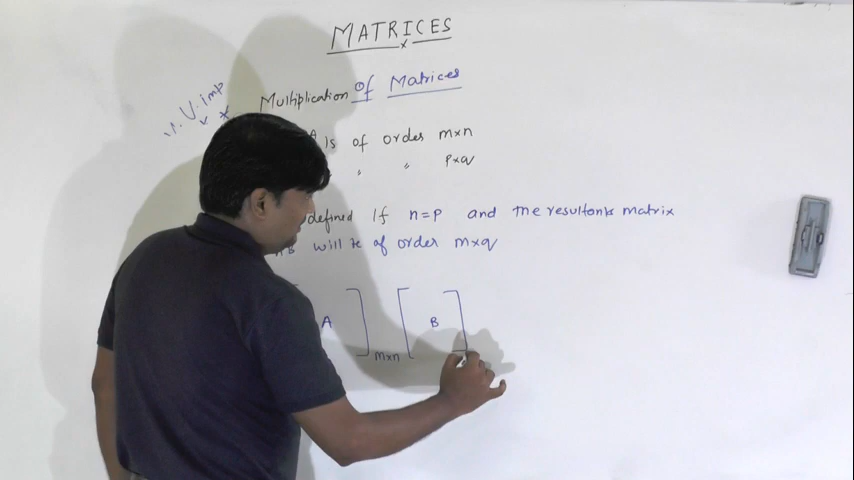 MATRICES
V. imp
Multiplication of Matrices
A is of order m×n
" " p×q
defined If n=p and the resultant matrix
AB will be of order m×q
A B
m×n